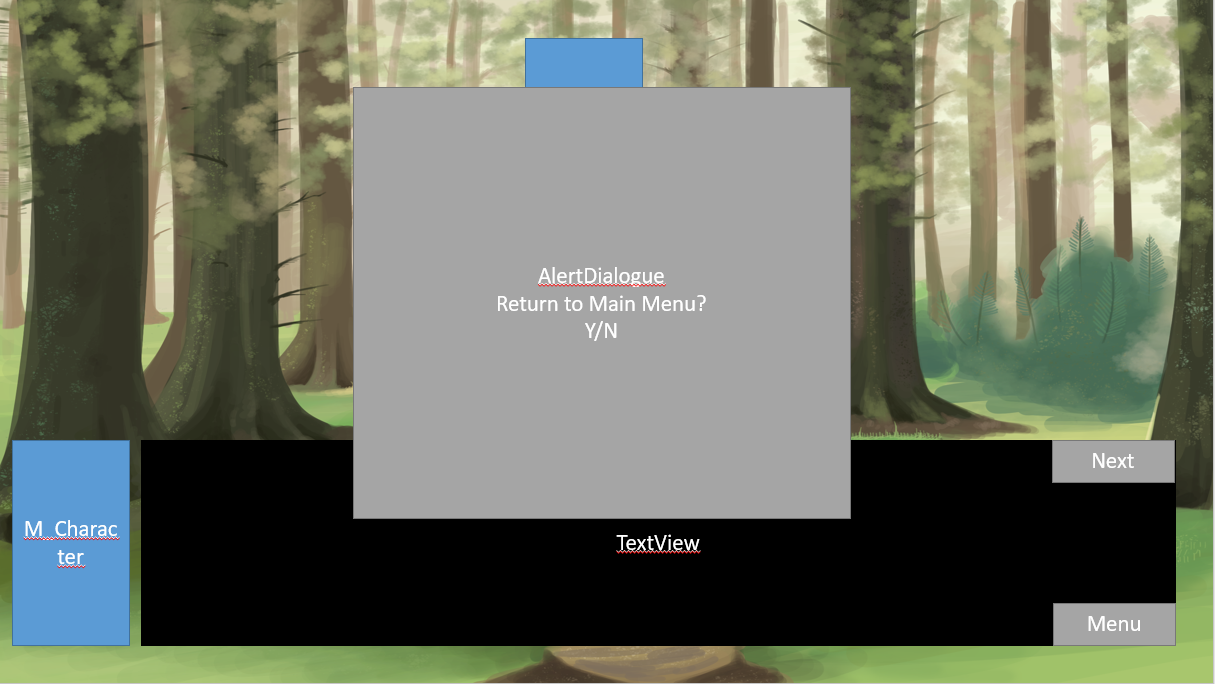 AlertDialogue
Return to Main Menu?
Y/N
Next
M_Charac
ter
TextView
Menu